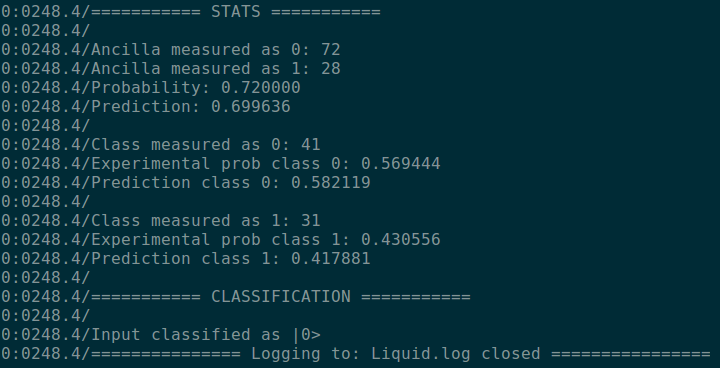 0:0248.4/=========== STATS ===========
0:0248.4/
0:0248.4/Ancilla measured as 0: 72
0:0248.4/Ancilla measured as 1: 28
0:0248.4/Probability: 0.720000
0:0248.4/Prediction: 0.699636
0:0248.4/
0:0248.4/Class measured as 0: 41
0:0248.4/Experimental prob class 0: 0.569444
0:0248.4/Prediction class 0: 0.582119
0:0248.4/
0:0248.4/Class measured as 1: 31
0:0248.4/Experimental prob class 1: 0.430556
0:0248.4/Prediction class 1: 0.417881
0:0248.4/
0:0248.4/=========== CLASSIFICATION ===========
0:0248.4/
0:0248.4/Input classified as |0>
0:0248.4/=============== Logging to: Liquid.log closed ================